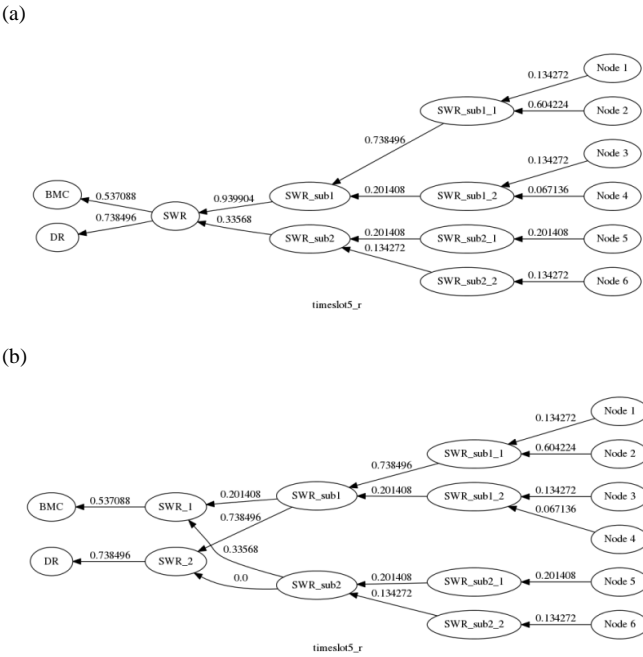 (a)
Node 1
0.134272
SWR_sub1_1
0.604224
Node 2
0.738496
Node 3
0.134272
BMC
0.537088
SWR
0.939904
SWR_sub1
0.201408
SWR_sub1_2
0.067136
Node 4
0.738496
DR
0.33568
SWR_sub2
0.201408
SWR_sub2_1
0.201408
Node 5
0.134272
SWR_sub2_2
0.134272
Node 6
timeslot5_r
(b)
Node 1
0.134272
SWR_sub1_1
0.604224
Node 2
0.738496
BMC
0.537088
SWR_1
0.201408
SWR_sub1
0.201408
SWR_sub1_2
0.134272
Node 3
0.738496
0.067136
Node 4
0.33568
DR
0.738496
SWR_2
0.0
SWR_sub2
0.201408
SWR_sub2_1
0.201408
Node 5
0.134272
SWR_sub2_2
0.134272
Node 6
timeslot5_r